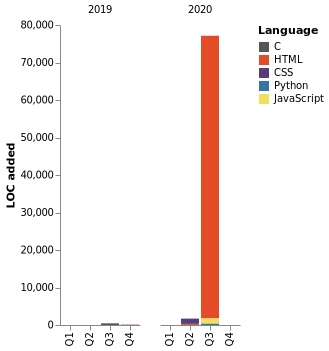 2019
2020
Language
C
HTML
CSS
Python
JavaScript
LOC added
80,000
70,000
60,000
50,000
40,000
30,000
20,000
10,000
0
Q1
Q2
Q3
Q4
Q1
Q2
Q3
Q4